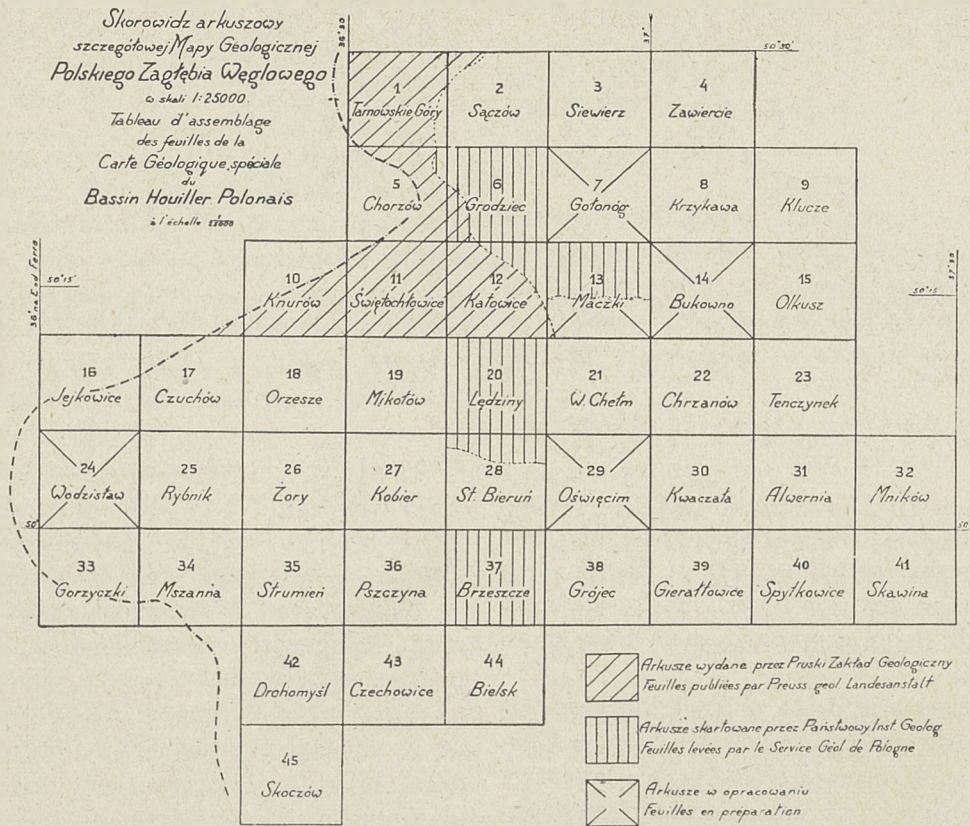 Skorowidz arkuszowy
szczegółowej Mapy Geologicznej
Polskiego Zagłębia Węglowego
w skali 1:25000.
Tableau d'assemblage
des feuilles de la
Carte Géologique spéciale
du
Bassin Houiller Polonais
à l'échelle
36°30
37°
50°30'
1
Tarnowskie Góry
2
Sączów
3
Siewierz
4
Zawiercie
5
Chorzów
6
Grodziec
7
Gołonóg
8
Krzykawa
9
Klucze
36° na E od Ferro
50°15'
50°15
37°30
10
Knurów
11
Świętochłowice
12
Katowice
13
Maczki
14
Bukowno
15
Olkusz
16
Jejkowice
17
Czuchów
18
Orzesze
19
Mikołów
20
Lędziny
21
W. Chełm
22
Chrzanów
23
Tenczynek
24
Wodzisław
25
Rybnik
26
Żory
27
Kobier
28
St. Bieruń
29
Oświęcim
30
Kwaczała
31
Alwernia
32
Mników
50°
50
33
Gorzyczki
34
Mszanna
35
Strumień
36
Pszczyna
37
Brzeszcze
38
Grójec
39
Gierałtowice
40
Spytkowice
41
Skawina
42
Drohomyśl
43
Czechowice
44
Bielsk
45
Skoczów
Arkusze wydane przez Pruski Zakład Geologiczny
Feuilles publiées par Preuss. geol. Landesanstalt
Arkusze skartowane przez Państwowy Inst. Geolog
Feuilles levées par le Service Géol. de Pologne
Arkusze w opracowaniu
Feuilles en préparation